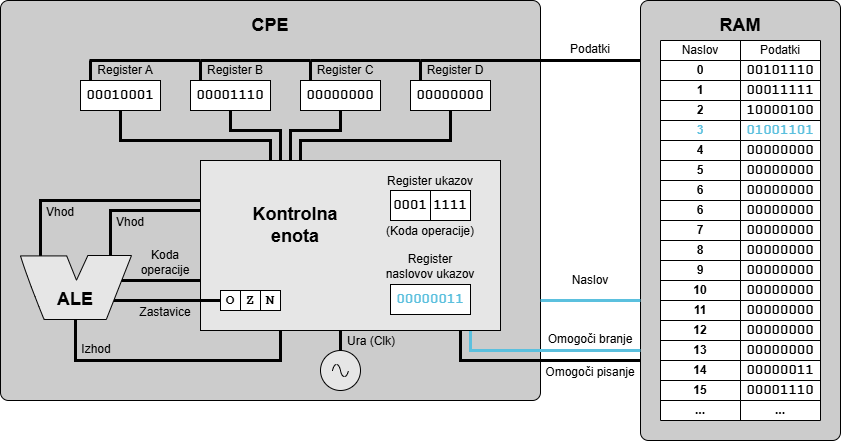 CPE
RAM
Podatki
Register A
Register B
Register C
Register D
00010001
00001110
00000000
00000000
Naslov Podatki
0 00101110
1 00011111
2 10000100
3 01001101
4 00000000
5 00000000
6 00000000
6 00000000
7 00000000
8 00000000
9 00000000
10 00000000
11 00000000
12 00000000
13 00000000
14 00000011
15 00001110
... ...
Kontrolna
enota
Register ukazov
0001 1111
(Koda operacije)
Register
naslovov ukazov
00000011
Vhod
Vhod
Koda
operacije
ALE
Zastavice
O Z N
Izhod
Ura (Clk)
Naslov
Omogoči branje
Omogoči pisanje